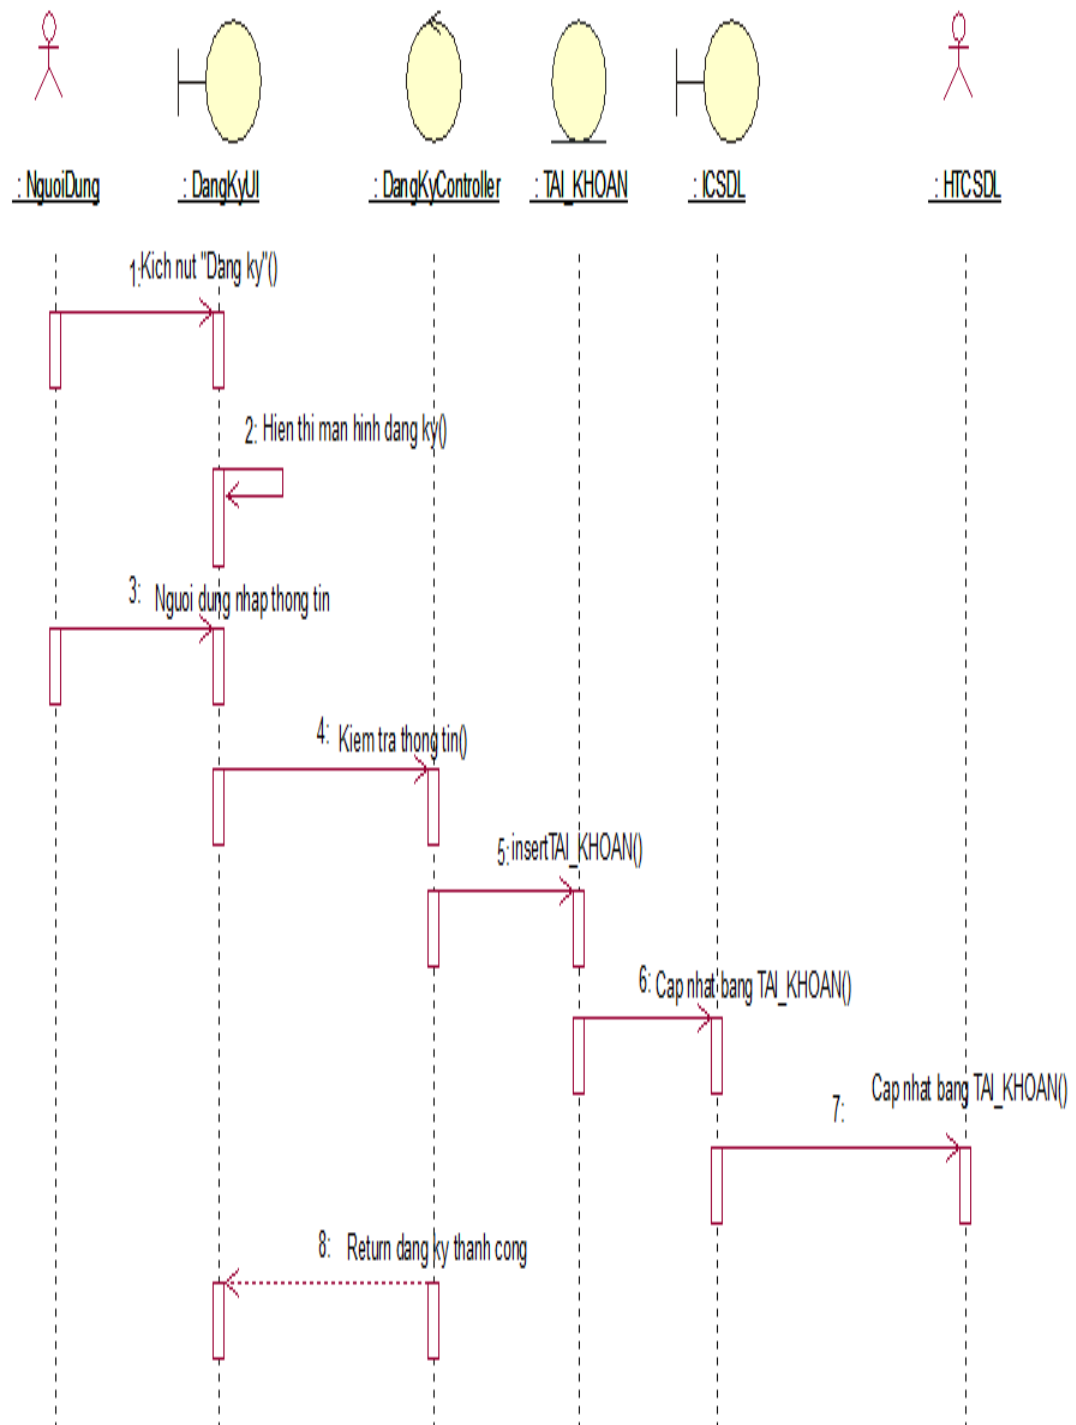 : NguoiDung
: DangKyUI
: DangKyController
: TAI_KHOAN
: ICSDL
: HTCSDL
1: Kich nut "Dang ky"()
2: Hien thi man hinh dang ky()
3: Nguoi dung nhap thong tin
4: Kiem tra thong tin()
5: insertTAI_KHOAN()
6: Cap nhat bang TAI_KHOAN()
7: Cap nhat bang TAI_KHOAN()
8: Return dang ky thanh cong